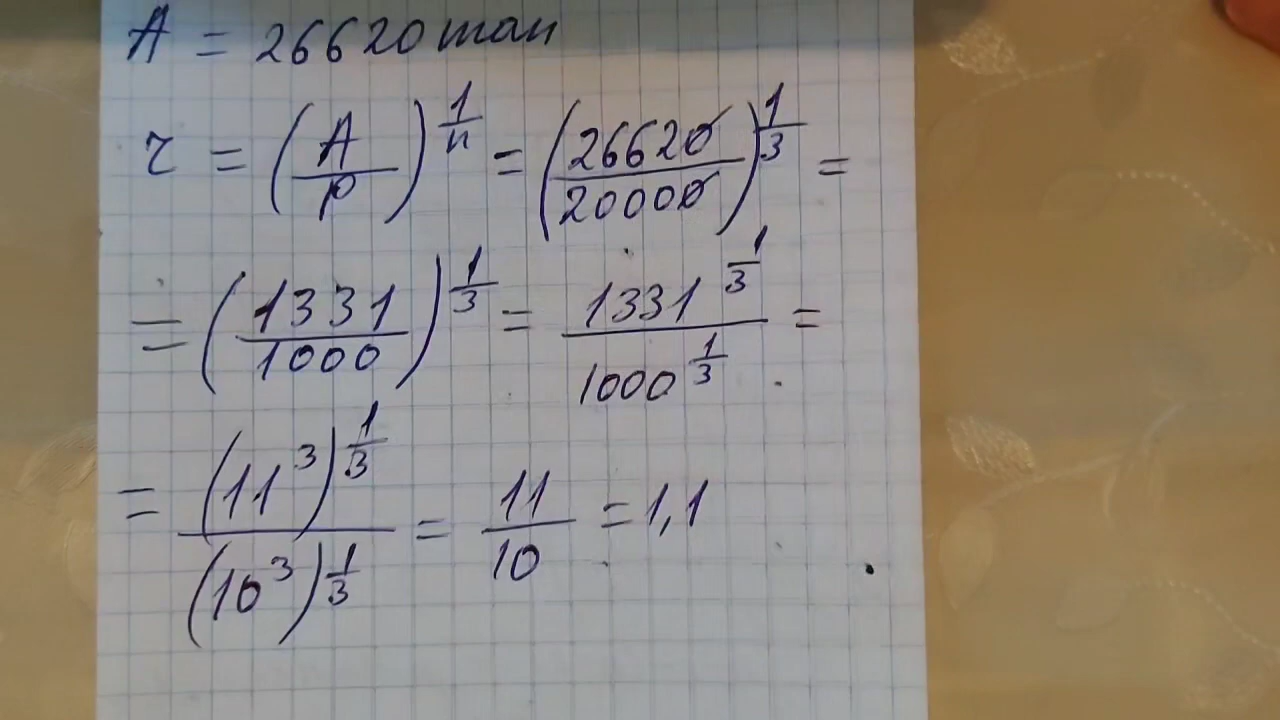 A = 26620 тап
r = (A/p)^(1/n) = (26620/20000)^(1/3) =
= (1331/1000)^(1/3) = 1331^(1/3)/1000^(1/3) =
= (11^3)^(1/3)/(10^3)^(1/3) = 11/10 = 1,1